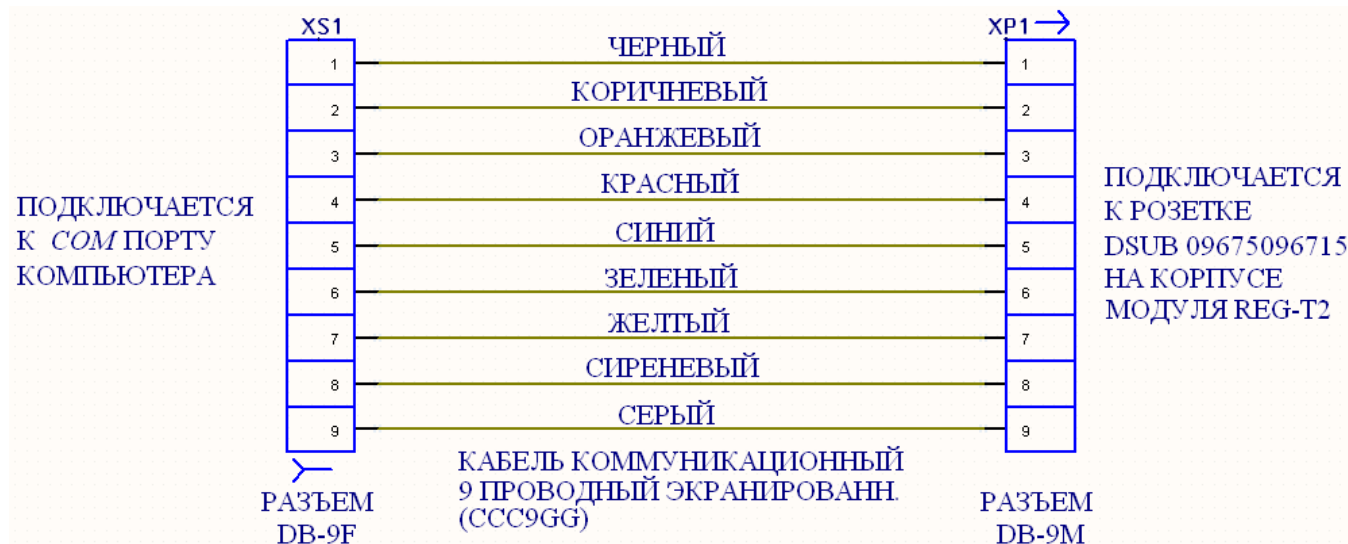 XS1
XP1
1 ЧЕРНЫЙ 1
2 КОРИЧНЕВЫЙ 2
3 ОРАНЖЕВЫЙ 3
4 КРАСНЫЙ 4
5 СИНИЙ 5
6 ЗЕЛЕНЫЙ 6
7 ЖЕЛТЫЙ 7
8 СИРЕНЕВЫЙ 8
9 СЕРЫЙ 9
ПОДКЛЮЧАЕТСЯ
К COM ПОРТУ
КОМПЬЮТЕРА
ПОДКЛЮЧАЕТСЯ
К РОЗЕТКЕ
DSUB 09675096715
НА КОРПУСЕ
МОДУЛЯ REG-T2
РАЗЪЕМ
DB-9F
КАБЕЛЬ КОММУНИКАЦИОННЫЙ
9 ПРОВОДНЫЙ ЭКРАНИРОВАНН.
(CCC9GG)
РАЗЪЕМ
DB-9M